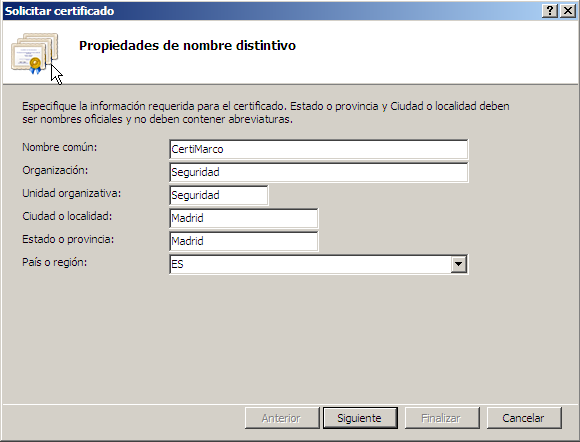 Solicitar certificado
Propiedades de nombre distintivo
Especifique la información requerida para el certificado. Estado o provincia y Ciudad o localidad deben
ser nombres oficiales y no deben contener abreviaturas.
Nombre común: CertiMarco
Organización: Seguridad
Unidad organizativa: Seguridad
Ciudad o localidad: Madrid
Estado o provincia: Madrid
País o región: ES
Anterior Siguiente Finalizar Cancelar